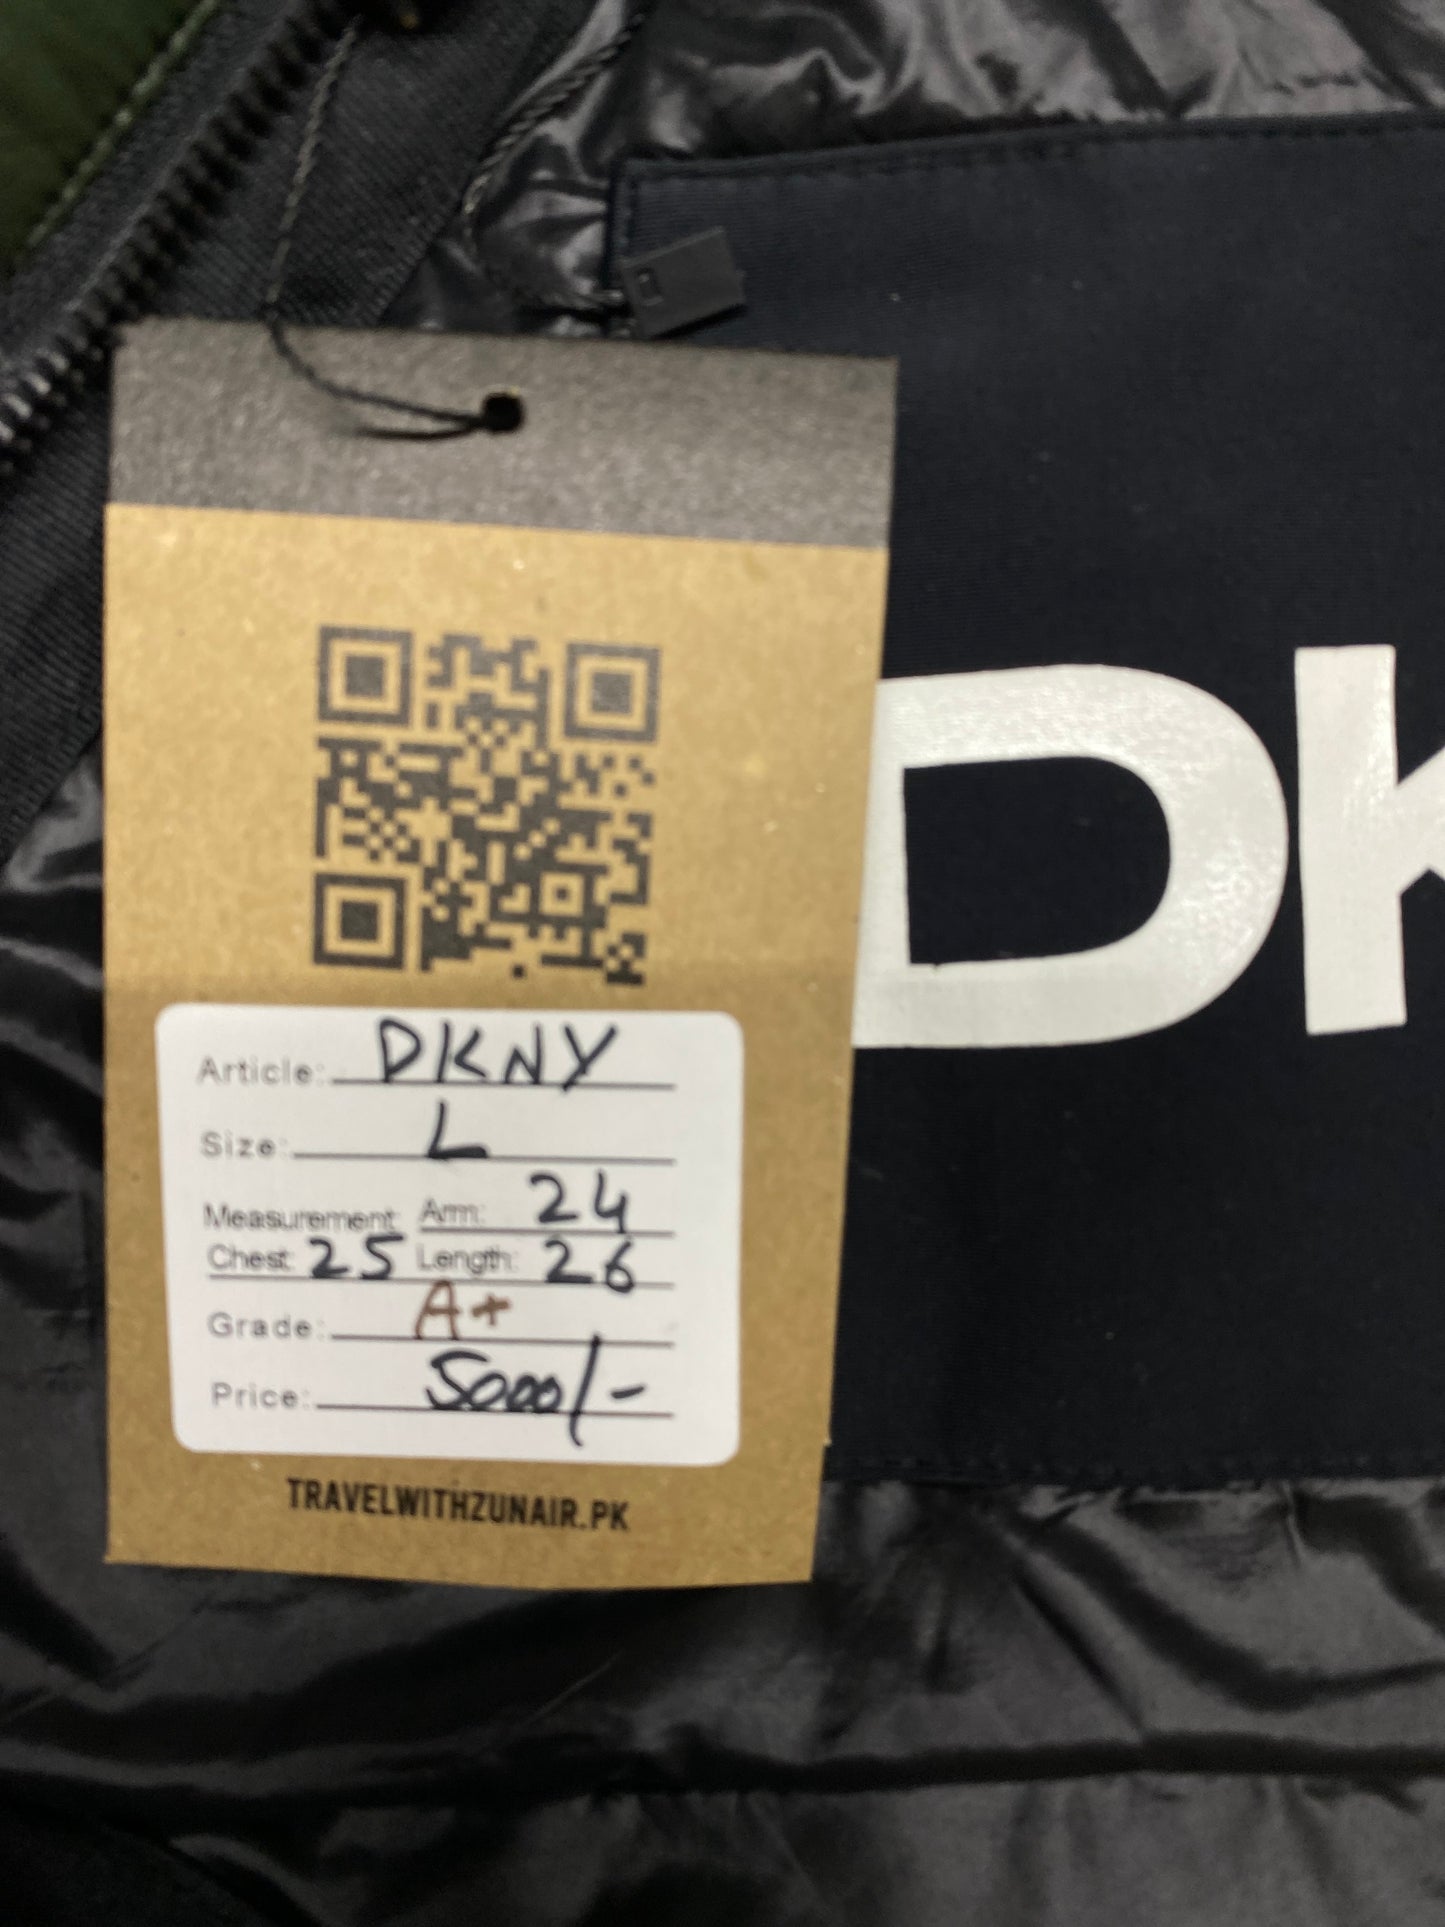 DK
Article: DKNY
Size: L
Measurement: Arm: 24
Chest: 25 Length: 26
Grade: A+
Price: 5000/-
TRAVELWITHZUNAIR.PK